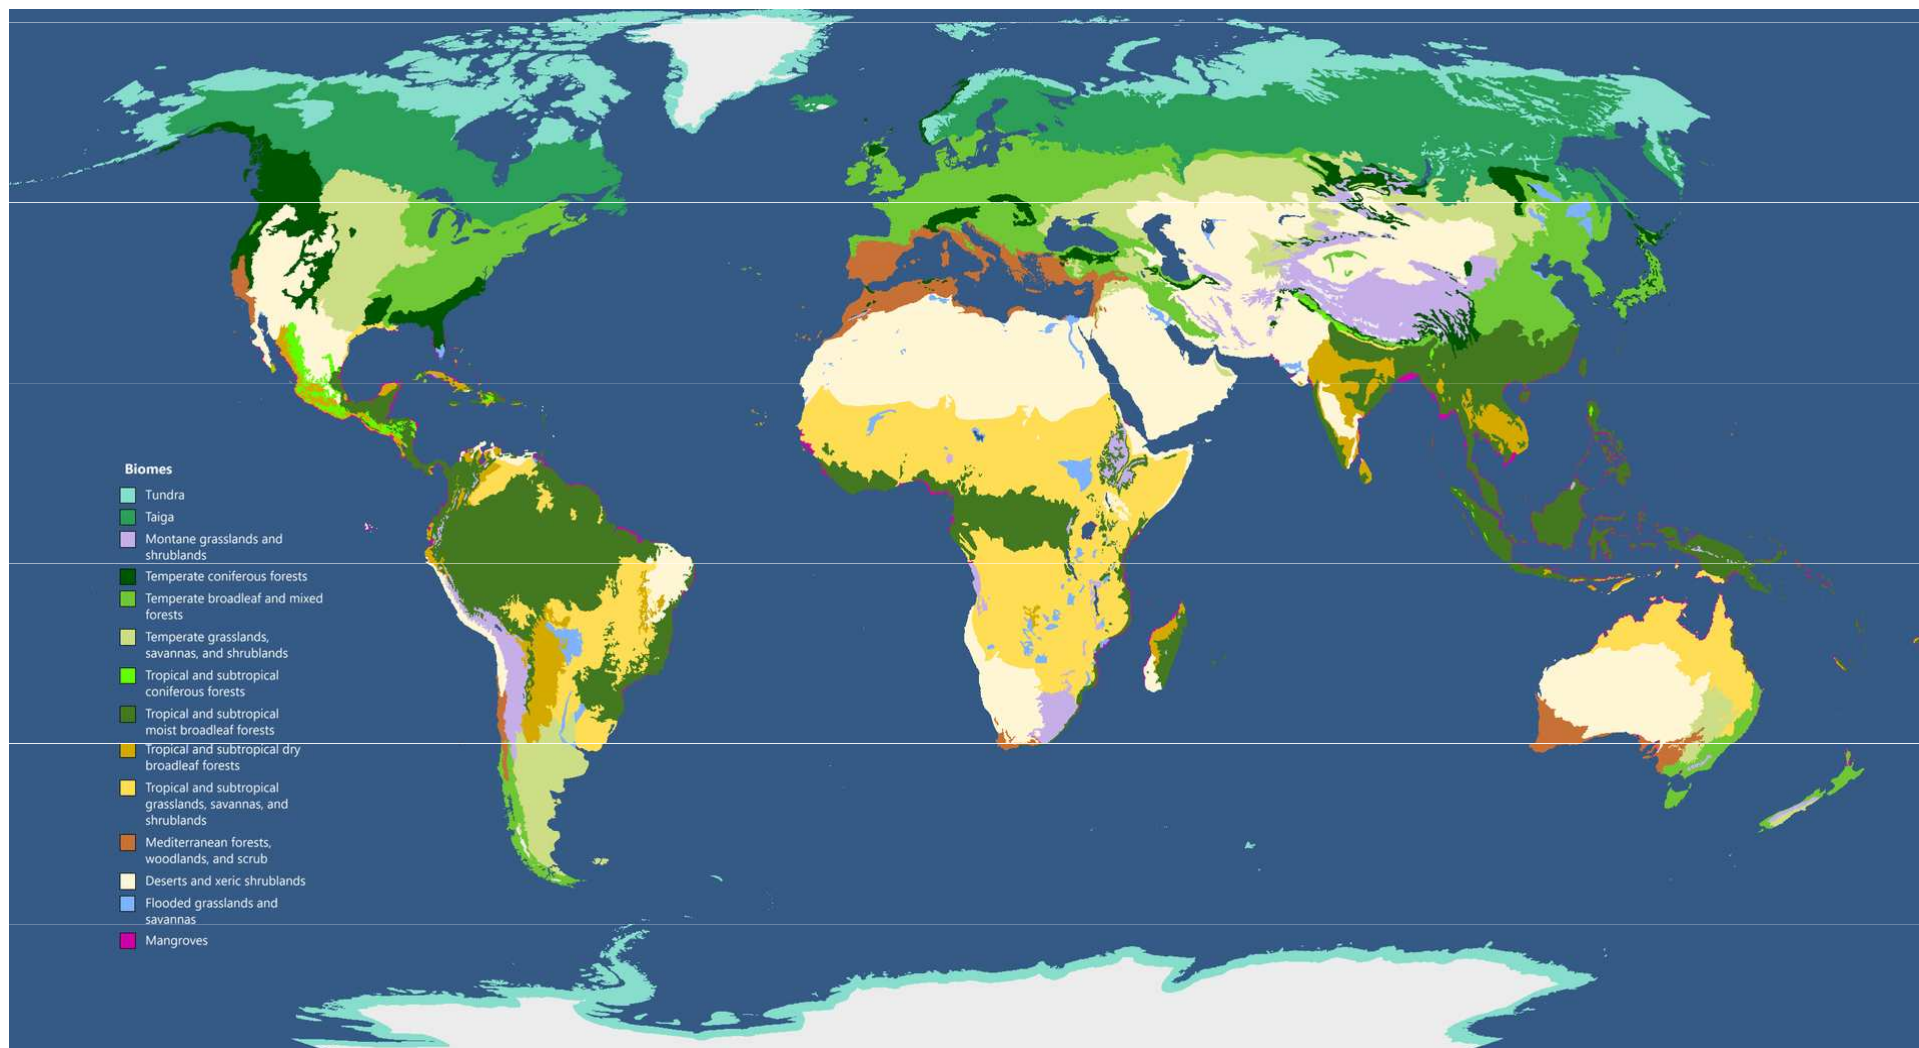 Biomes
Tundra
Taiga
Montane grasslands and
shrublands
Temperate coniferous forests
Temperate broadleaf and mixed
forests
Temperate grasslands,
savannas, and shrublands
Tropical and subtropical
coniferous forests
Tropical and subtropical
moist broadleaf forests
Tropical and subtropical dry
broadleaf forests
Tropical and subtropical
grasslands, savannas, and
shrublands
Mediterranean forests,
woodlands, and scrub
Deserts and xeric shrublands
Flooded grasslands and
savannas
Mangroves